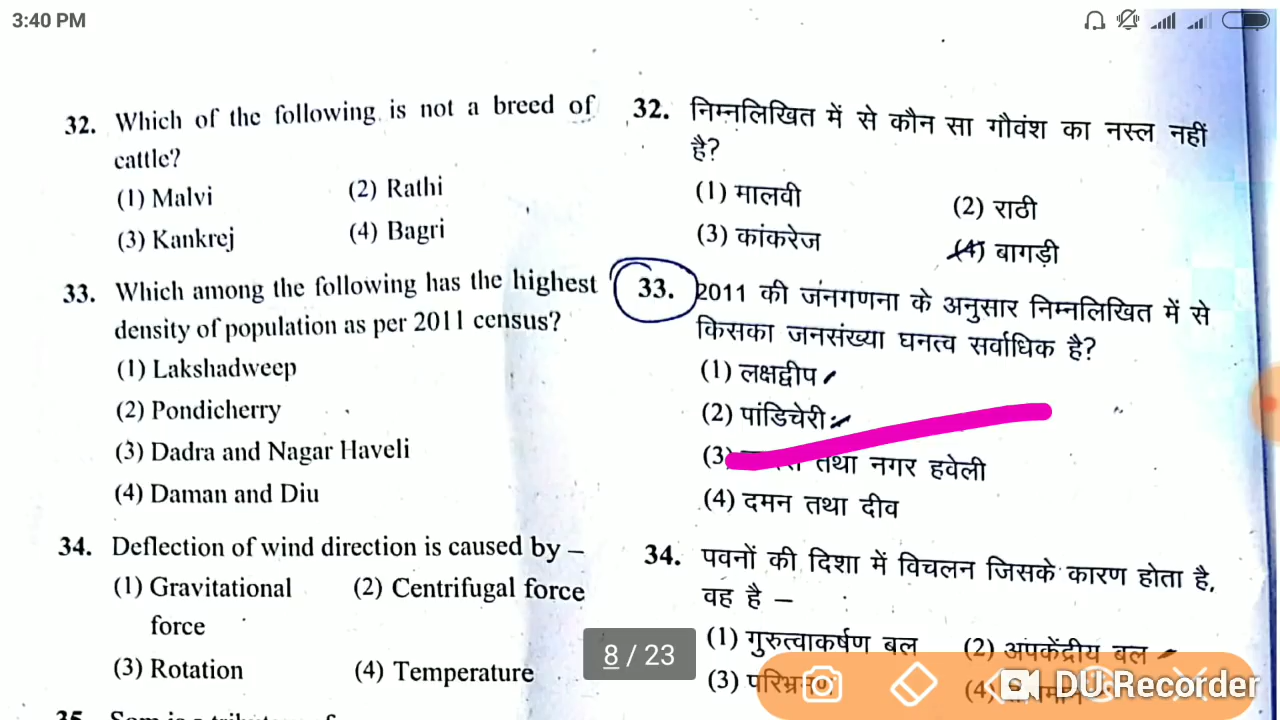 3:40 PM
32. Which of the following is not a breed of
cattle?
(1) Malvi
(2) Rathi
(3) Kankrej
(4) Bagri
33. Which among the following has the highest
density of population as per 2011 census?
(1) Lakshadweep
(2) Pondicherry
(3) Dadra and Nagar Haveli
(4) Daman and Diu
34. Deflection of wind direction is caused by –
(1) Gravitational
force
(2) Centrifugal force
(3) Rotation
(4) Temperature
32. निम्नलिखित में से कौन सा गौवंश का नस्ल नहीं
है?
(1) मालवी
(2) राठी
(3) कांकरेज
(4) बागड़ी
33. 2011 की जनगणना के अनुसार निम्नलिखित में से
किसका जनसंख्या घनत्व सर्वाधिक है?
(1) लक्षद्वीप
(2) पांडिचेरी
(3) तथा नगर हवेली
(4) दमन तथा दीव
34. पवनों की दिशा में विचलन जिसके कारण होता है,
वह है –
(1) गुरुत्वाकर्षण बल
(2) अपकेंद्रीय बल
(3) परिभ्रमण
(4)
8 / 23
DU Recorder